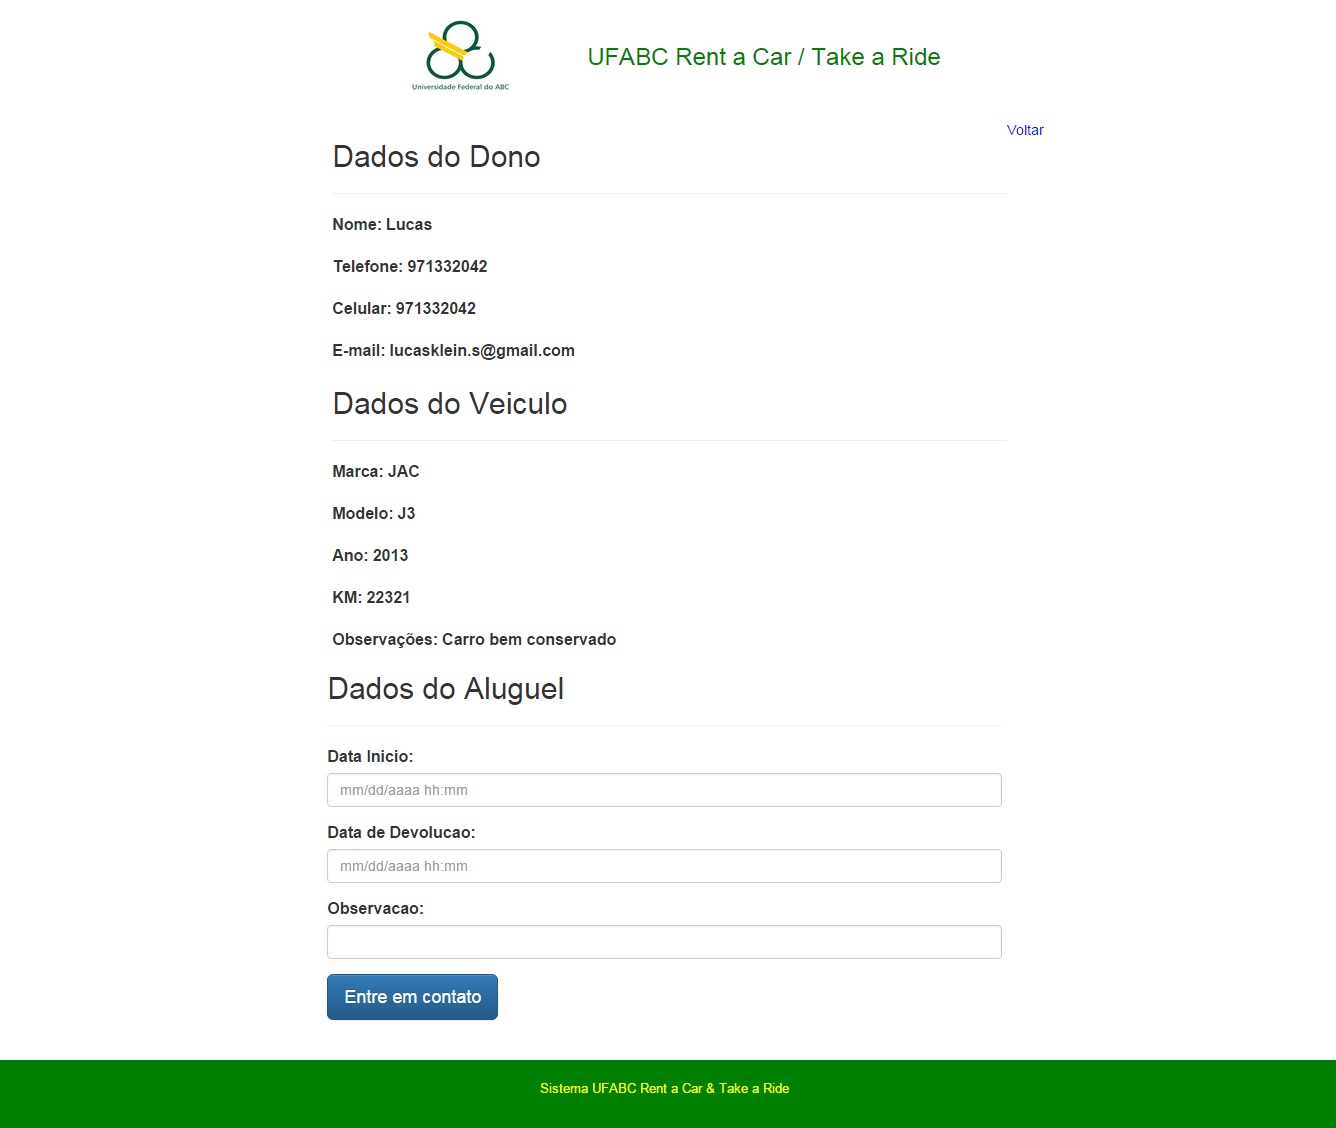 Universidade Federal do ABC
UFABC Rent a Car / Take a Ride
Voltar
Dados do Dono
Nome: Lucas
Telefone: 971332042
Celular: 971332042
E-mail: lucasklein.s@gmail.com
Dados do Veiculo
Marca: JAC
Modelo: J3
Ano: 2013
KM: 22321
Observações: Carro bem conservado
Dados do Aluguel
Data Inicio:
mm/dd/aaaa hh:mm
Data de Devolucao:
mm/dd/aaaa hh:mm
Observacao:
Entre em contato
Sistema UFABC Rent a Car & Take a Ride